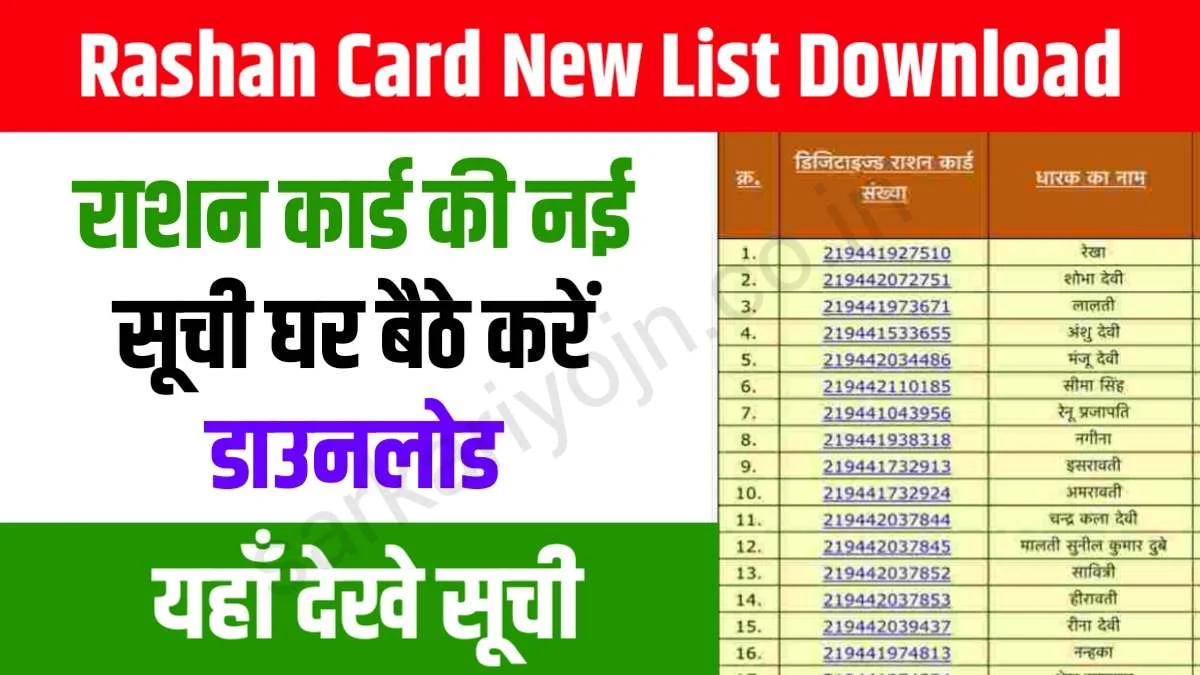 Rashan Card New List Download
राशन कार्ड की नई
सूची घर बैठे करें
डाउनलोड
यहाँ देखे सूची
क्र. डिजिटाइज्ड राशन कार्ड संख्या धारक का नाम
1. 219441927510 रेखा
2. 219442072751 शोभा देवी
3. 219441973671 लालती
4. 219441533655 अंशु देवी
5. 219442034486 मंजू देवी
6. 219442110185 सीमा सिंह
7. 219441043956 रेनू प्रजापति
8. 219441938318 नगीना
9. 219441732913 इसरावती
10. 219441732924 अमरावती
11. 219442037844 चन्द्र कला देवी
12. 219442037845 मालती सुनील कुमार दुबे
13. 219442037852 सावित्री
14. 219442037853 हीरावती
15. 219442039437 रीना देवी
16. 219441974813 नन्हका
sarkariyojn.co.in